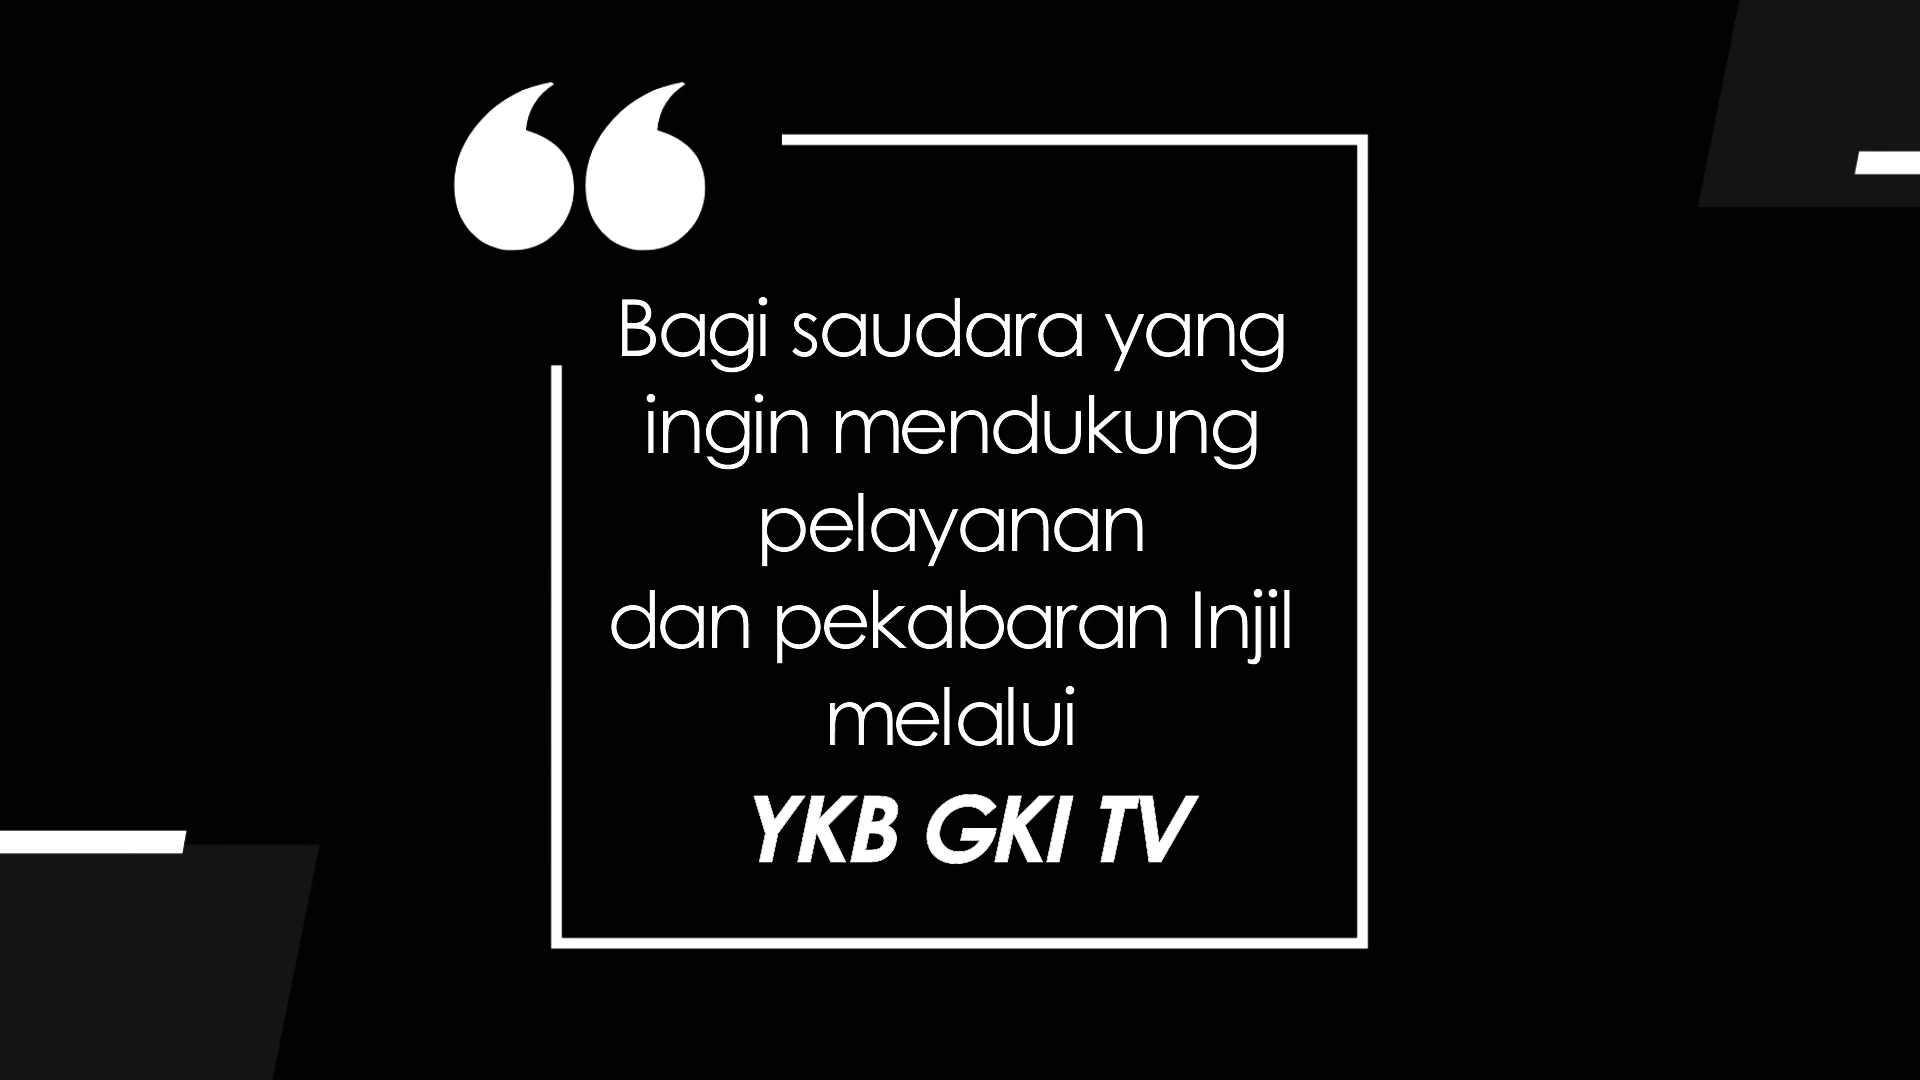 Bagi saudara yang
ingin mendukung
pelayanan
dan pekabaran Injil
melalui
YKB GKI TV